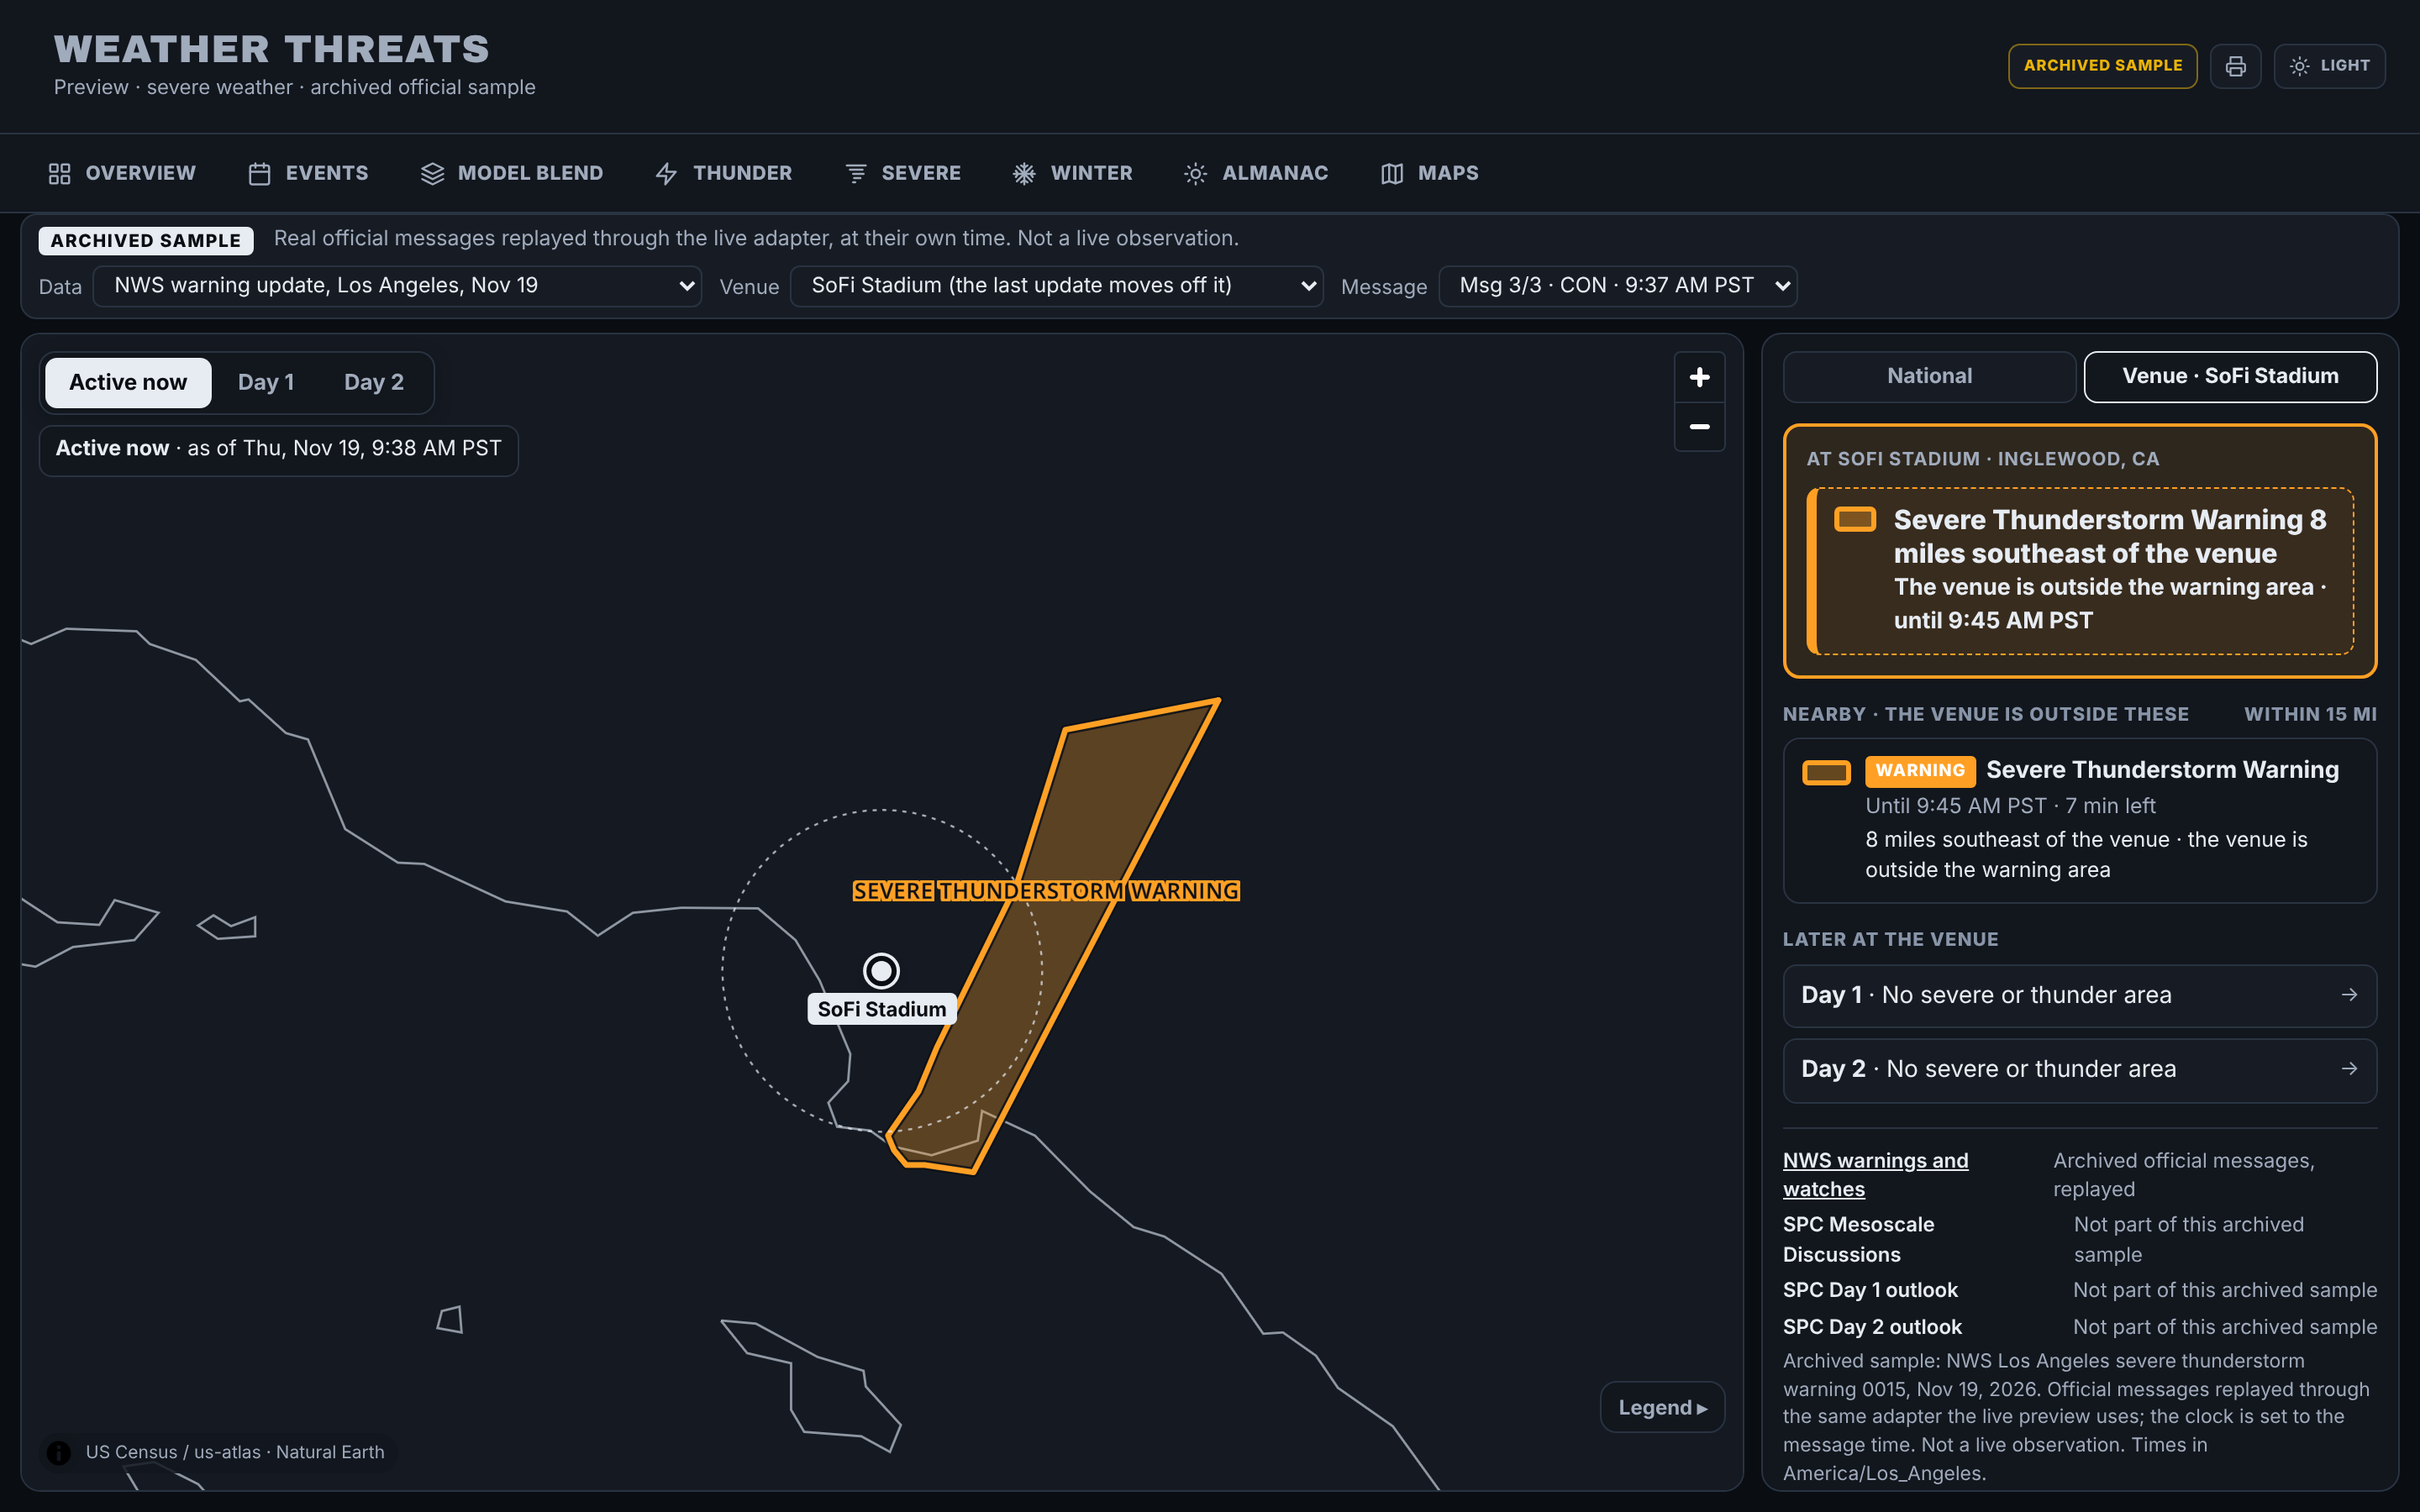 WEATHER THREATS
Preview · severe weather · archived official sample
ARCHIVED SAMPLE
LIGHT
OVERVIEW
EVENTS
MODEL BLEND
THUNDER
SEVERE
WINTER
ALMANAC
MAPS
ARCHIVED SAMPLE Real official messages replayed through the live adapter, at their own time. Not a live observation.
Data NWS warning update, Los Angeles, Nov 19 Venue SoFi Stadium (the last update moves off it) Message Msg 3/3 · CON · 9:37 AM PST
Active now Day 1 Day 2
Active now · as of Thu, Nov 19, 9:38 AM PST
+
−
SEVERE THUNDERSTORM WARNING
SoFi Stadium
Legend ▸
US Census / us-atlas · Natural Earth
National
Venue · SoFi Stadium
AT SOFI STADIUM · INGLEWOOD, CA
Severe Thunderstorm Warning 8
miles southeast of the venue
The venue is outside the warning area ·
until 9:45 AM PST
NEARBY · THE VENUE IS OUTSIDE THESE WITHIN 15 MI
WARNING Severe Thunderstorm Warning
Until 9:45 AM PST · 7 min left
8 miles southeast of the venue · the venue is
outside the warning area
LATER AT THE VENUE
Day 1 · No severe or thunder area →
Day 2 · No severe or thunder area →
NWS warnings and
watches
Archived official messages,
replayed
SPC Mesoscale
Discussions
Not part of this archived
sample
SPC Day 1 outlook Not part of this archived sample
SPC Day 2 outlook Not part of this archived sample
Archived sample: NWS Los Angeles severe thunderstorm
warning 0015, Nov 19, 2026. Official messages replayed through
the same adapter the live preview uses; the clock is set to the
message time. Not a live observation. Times in
America/Los_Angeles.